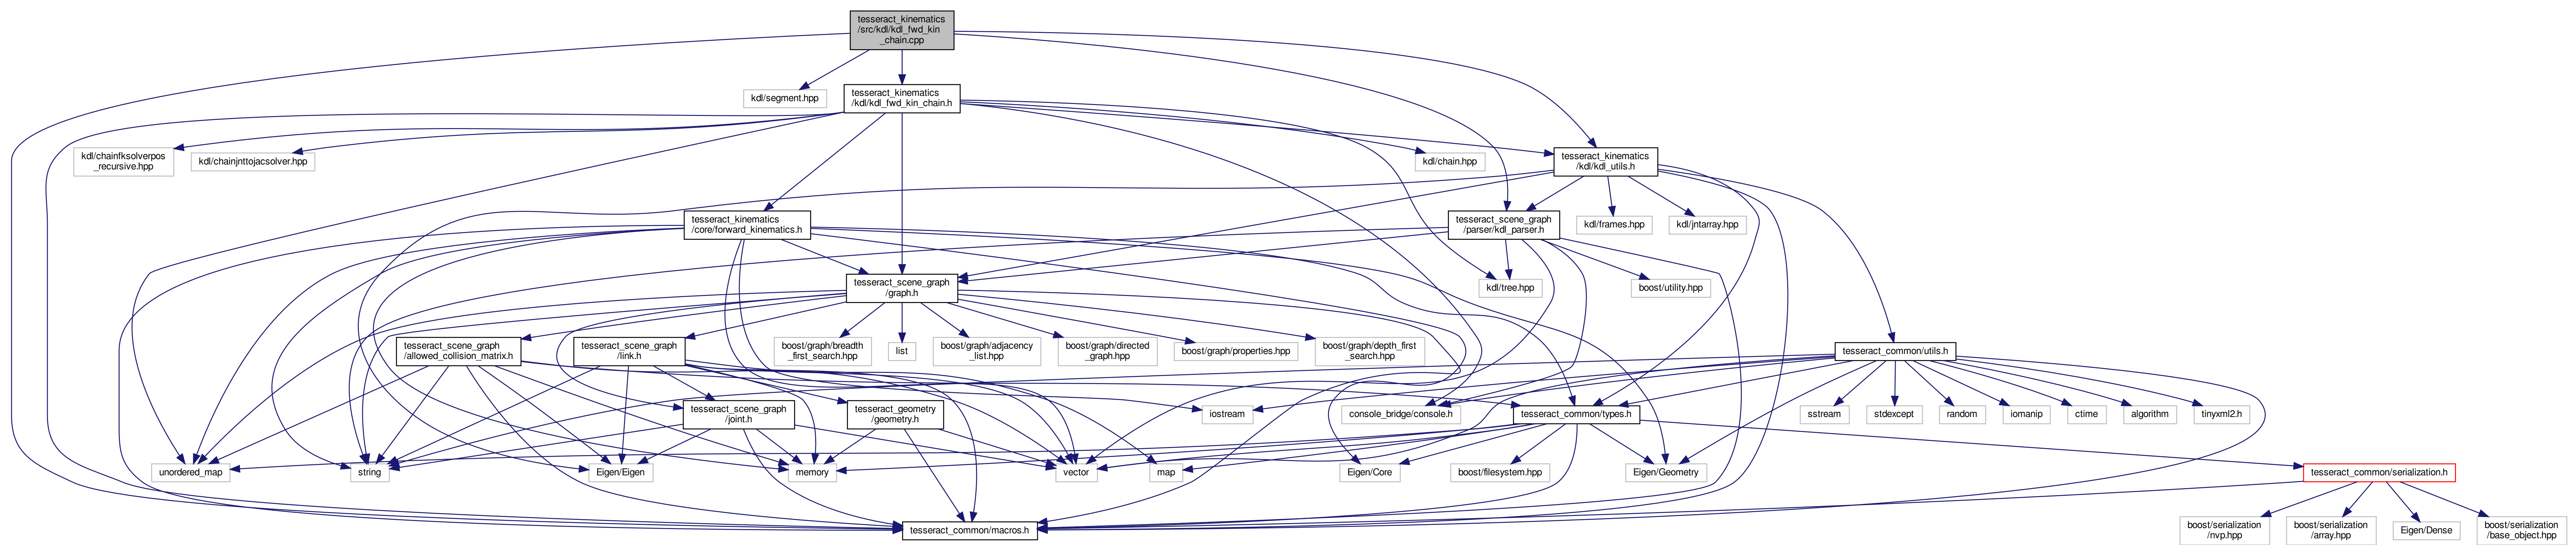 tesseract_kinematics
/src/kdl/kdl_fwd_kin
_chain.cpp
kdl/segment.hpp
tesseract_kinematics
/kdl/kdl_fwd_kin_chain.h
kdl/chainfksolverpos
_recursive.hpp
kdl/chainjnttojacsolver.hpp
kdl/chain.hpp
tesseract_kinematics
/kdl/kdl_utils.h
tesseract_kinematics
/core/forward_kinematics.h
tesseract_scene_graph
/parser/kdl_parser.h
kdl/frames.hpp
kdl/jntarray.hpp
tesseract_scene_graph
/graph.h
kdl/tree.hpp
boost/utility.hpp
tesseract_scene_graph
/allowed_collision_matrix.h
tesseract_scene_graph
/link.h
boost/graph/breadth
_first_search.hpp
list
boost/graph/adjacency
_list.hpp
boost/graph/directed
_graph.hpp
boost/graph/properties.hpp
boost/graph/depth_first
_search.hpp
tesseract_common/utils.h
tesseract_scene_graph
/joint.h
tesseract_geometry
/geometry.h
iostream
console_bridge/console.h
tesseract_common/types.h
sstream
stdexcept
random
iomanip
ctime
algorithm
tinyxml2.h
unordered_map
string
Eigen/Eigen
memory
vector
map
Eigen/Core
boost/filesystem.hpp
Eigen/Geometry
tesseract_common/serialization.h
tesseract_common/macros.h
boost/serialization
/nvp.hpp
boost/serialization
/array.hpp
Eigen/Dense
boost/serialization
/base_object.hpp